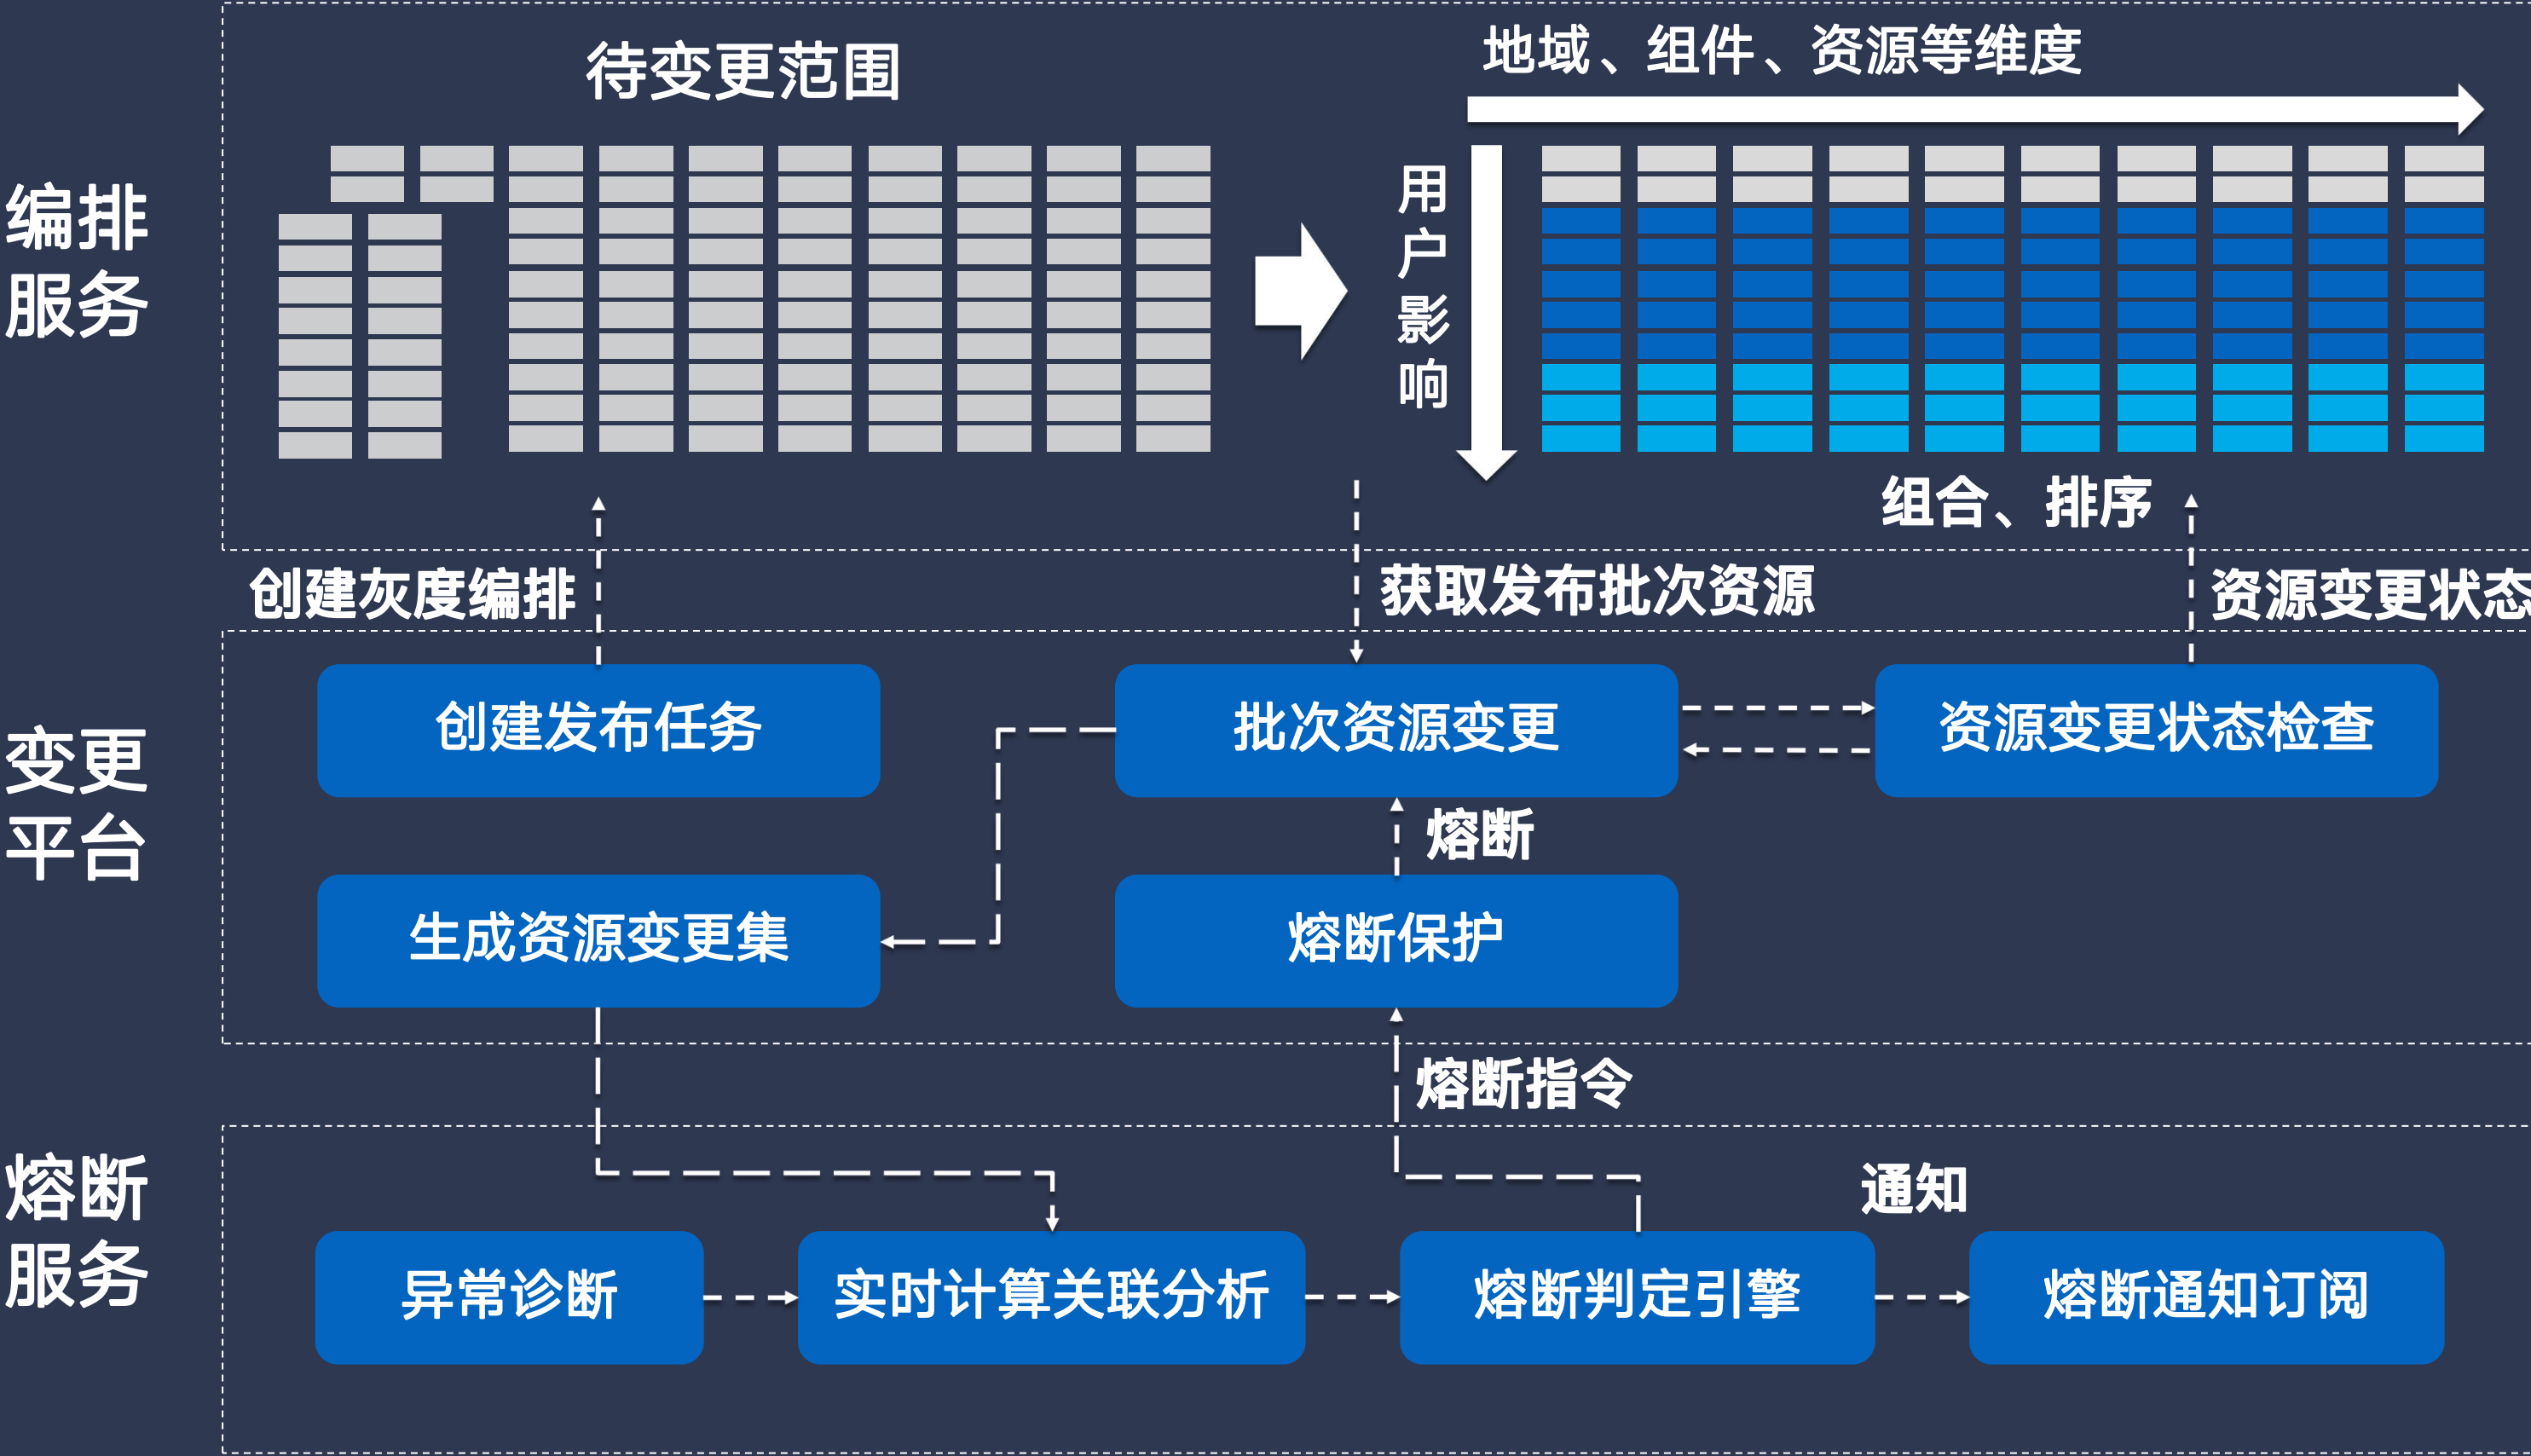 待变更范围
地域、组件、资源等维度
编排
服务
用
户
影
响
组合、排序
创建灰度编排
获取发布批次资源
资源变更状态
变更
平台
创建发布任务
批次资源变更
资源变更状态检查
熔断
生成资源变更集
熔断保护
熔断指令
熔断
服务
通知
异常诊断
实时计算关联分析
熔断判定引擎
熔断通知订阅